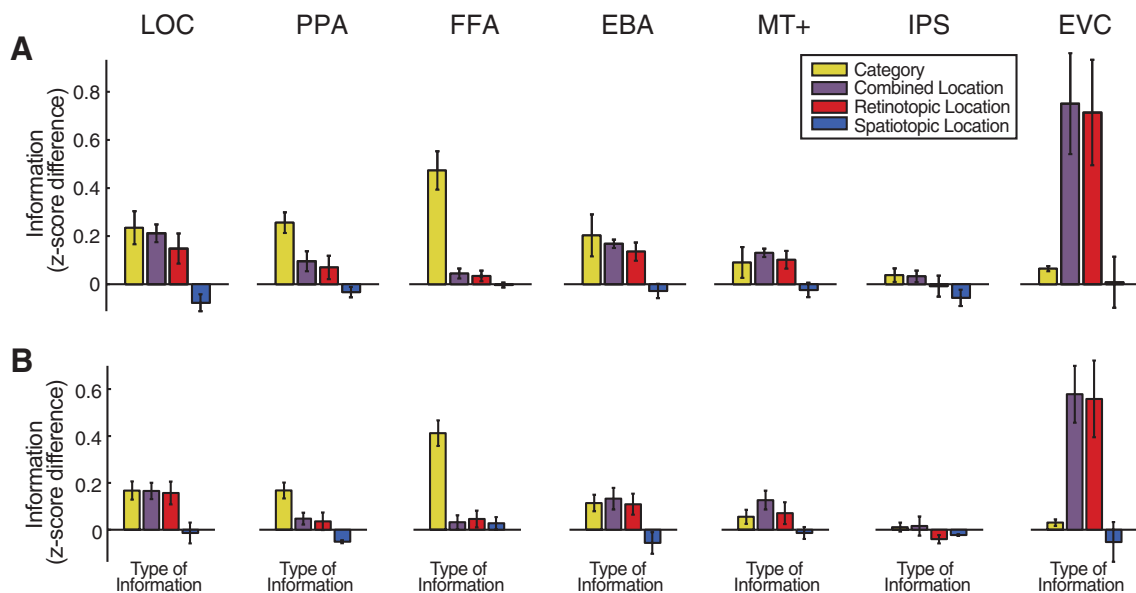 LOC PPA FFA EBA MT+ IPS EVC
A
Category
Combined Location
Retinotopic Location
Spatiotopic Location
Information
(z-score difference)
0.8
0.6
0.4
0.2
0
B
Information
(z-score difference)
0.6
0.4
0.2
0
Type of Type of Type of Type of Type of Type of Type of
Information Information Information Information Information Information Information